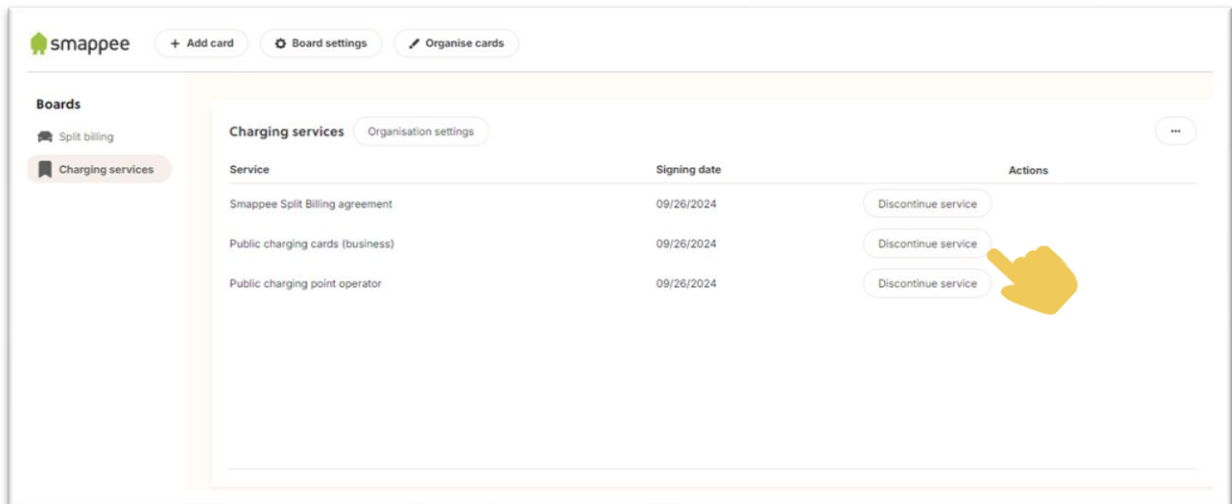 smappee + Add card Board settings Organise cards
Boards
Split billing
Charging services
Charging services Organisation settings ...
Service Signing date Actions
Smappee Split Billing agreement 09/26/2024 Discontinue service
Public charging cards (business) 09/26/2024 Discontinue service
Public charging point operator 09/26/2024 Discontinue service